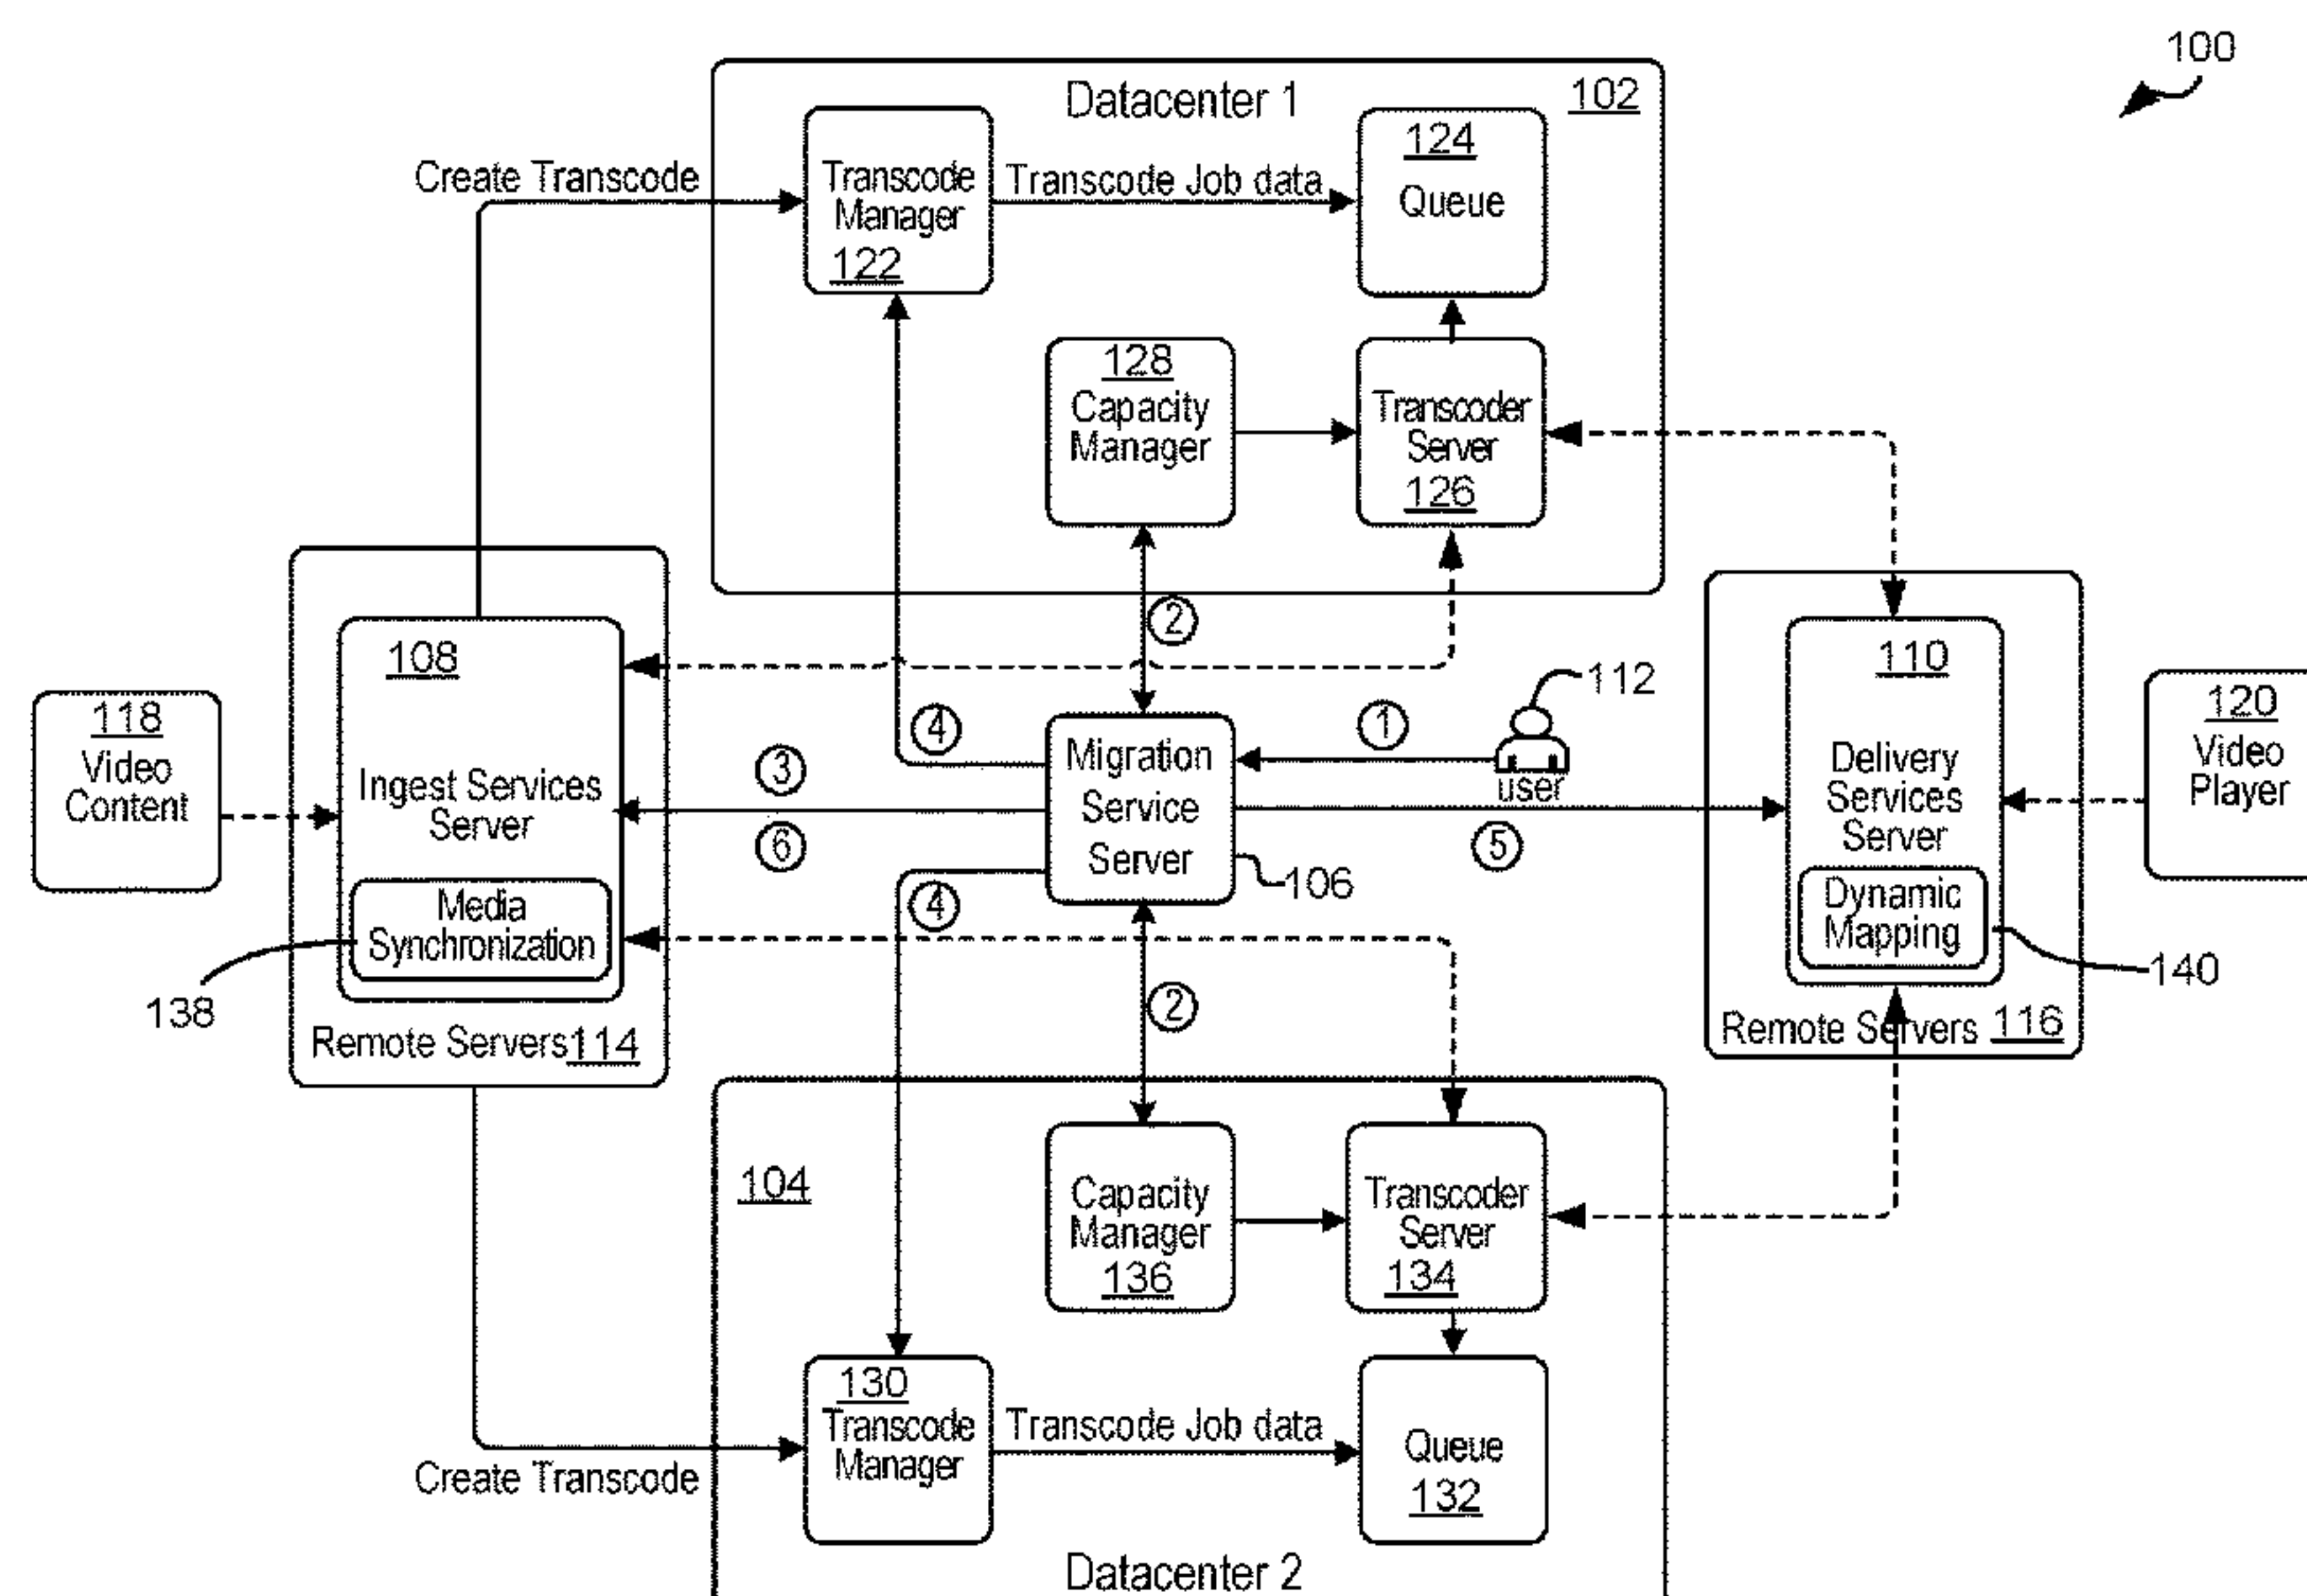 100
Datacenter 1
102
Create Transcode
Transcode
Manager
122
Transcode Job data
124
Queue
128
Capacity
Manager
Transcoder
Server
126
2
108
Ingest Services
Server
Media
Synchronization
138
Remote Servers 114
118
Video
Content
4
3
6
4
Migration
Service
Server
106
1
112
user
5
110
Delivery
Services
Server
Dynamic
Mapping
140
Remote Servers 116
120
Video
Player
2
104
Capacity
Manager
136
Transcoder
Server
134
130
Transcode
Manager
Create Transcode
Transcode Job data
Queue
132
Datacenter 2